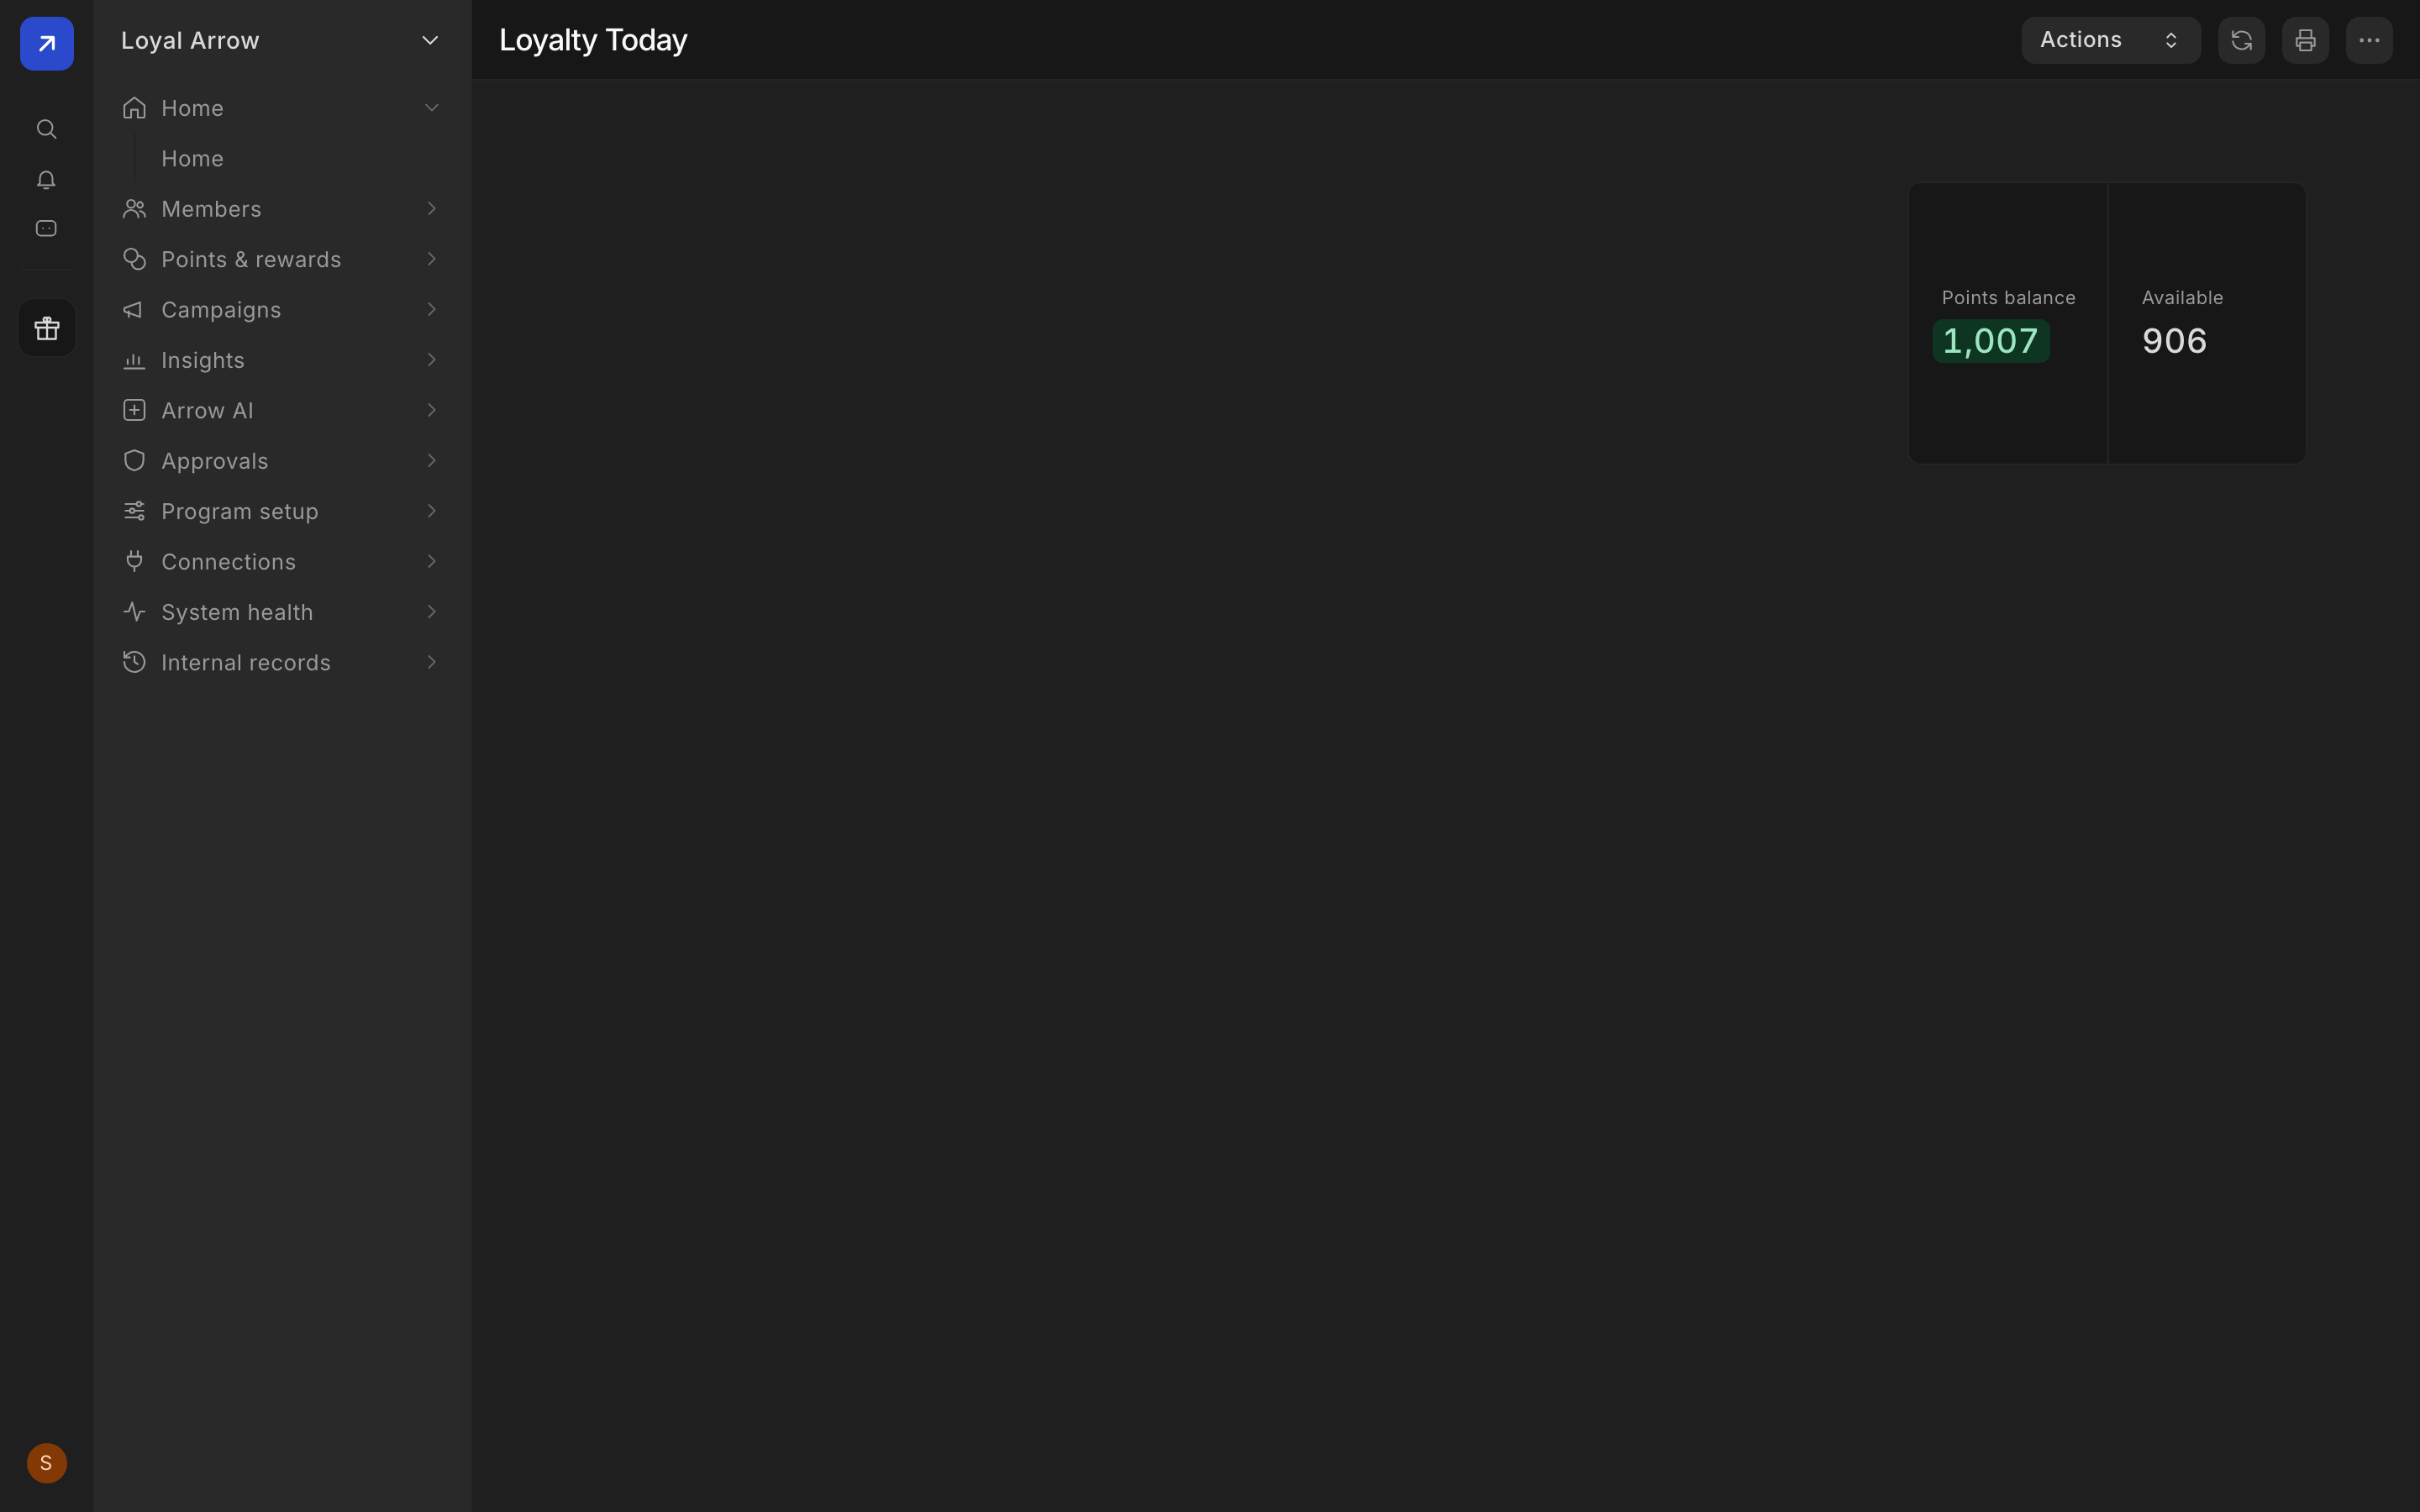 Loyal Arrow
Home
Home
Members
Points & rewards
Campaigns
Insights
Arrow AI
Approvals
Program setup
Connections
System health
Internal records
S
Loyalty Today
Actions
Points balance
1,007
Available
906